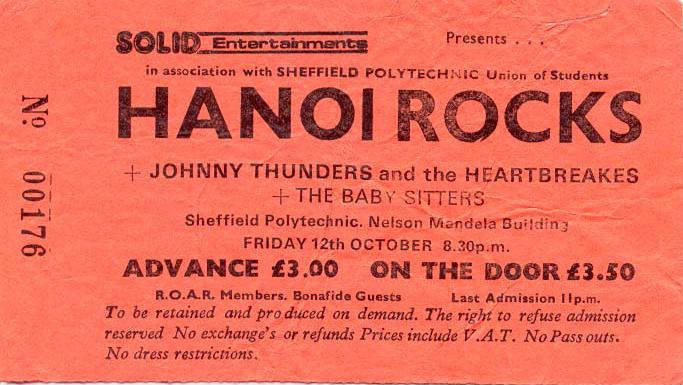 SOLID Entertainments Presents . . .
in association with SHEFFIELD POLYTECHNIC Union of Students
HANOI ROCKS
+ JOHNNY THUNDERS and the HEARTBREAKES
+ THE BABY SITTERS
Sheffield Polytechnic. Nelson Mandela Building
FRIDAY 12th OCTOBER 8.30p.m.
ADVANCE £3.00 ON THE DOOR £3.50
R.O.A.R. Members. Bonafide Guests Last Admission 11p.m.
To be retained and produced on demand. The right to refuse admission
reserved No exchange's or refunds Prices include V.A.T. No Pass outs.
No dress restrictions.
No. 00176